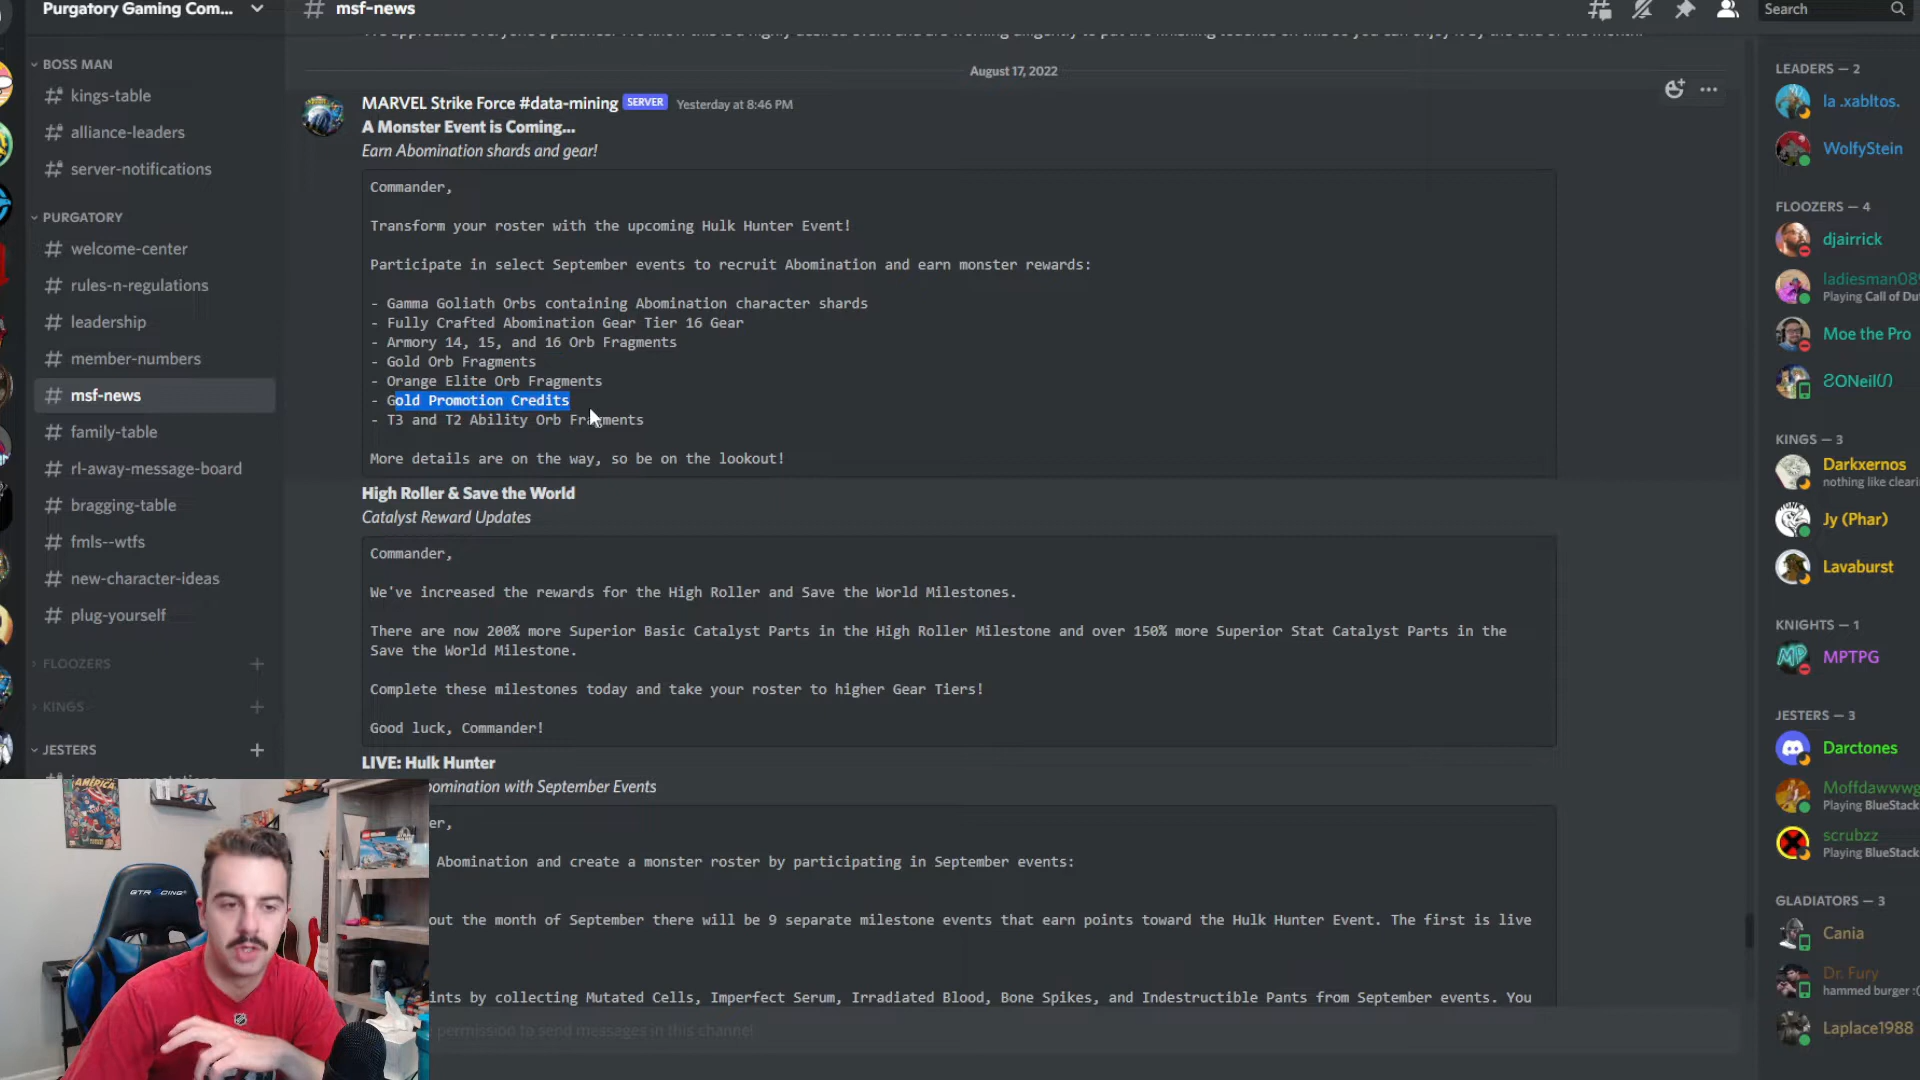 Purgatory Gaming Com...
msf-news
Search
BOSS MAN
kings-table
alliance-leaders
server-notifications
PURGATORY
welcome-center
rules-n-regulations
leadership
member-numbers
msf-news
family-table
rl-away-message-board
bragging-table
fmls--wtfs
new-character-ideas
plug-yourself
FLOOZERS
KINGS
JESTERS
August 17, 2022
MARVEL Strike Force #data-mining SERVER Yesterday at 8:46 PM
A Monster Event is Coming...
Earn Abomination shards and gear!
Commander,
Transform your roster with the upcoming Hulk Hunter Event!
Participate in select September events to recruit Abomination and earn monster rewards:
- Gamma Goliath Orbs containing Abomination character shards
- Fully Crafted Abomination Gear Tier 16 Gear
- Armory 14, 15, and 16 Orb Fragments
- Gold Orb Fragments
- Orange Elite Orb Fragments
- Gold Promotion Credits
- T3 and T2 Ability Orb Fragments
More details are on the way, so be on the lookout!
High Roller & Save the World
Catalyst Reward Updates
Commander,
We've increased the rewards for the High Roller and Save the World Milestones.
There are now 200% more Superior Basic Catalyst Parts in the High Roller Milestone and over 150% more Superior Stat Catalyst Parts in the
Save the World Milestone.
Complete these milestones today and take your roster to higher Gear Tiers!
Good luck, Commander!
LIVE: Hulk Hunter
omination with September Events
er,
Abomination and create a monster roster by participating in September events:
out the month of September there will be 9 separate milestone events that earn points toward the Hulk Hunter Event. The first is live
ints by collecting Mutated Cells, Imperfect Serum, Irradiated Blood, Bone Spikes, and Indestructible Pants from September events. You
permission to send messages in this channel
LEADERS — 2
la .xabltos.
WolfyStein
FLOOZERS — 4
djairrick
ladiesman08
Playing Call of Du
Moe the Pro
KINGS — 3
Darkxernos
nothing like cleari
Jy (Phar)
Lavaburst
KNIGHTS — 1
MPTPG
JESTERS — 3
Darctones
Moffdawwwg
Playing BlueStack
scrubzz
Playing BlueStack
GLADIATORS — 3
Cania
Dr. Fury
hammed burger :
Laplace1988